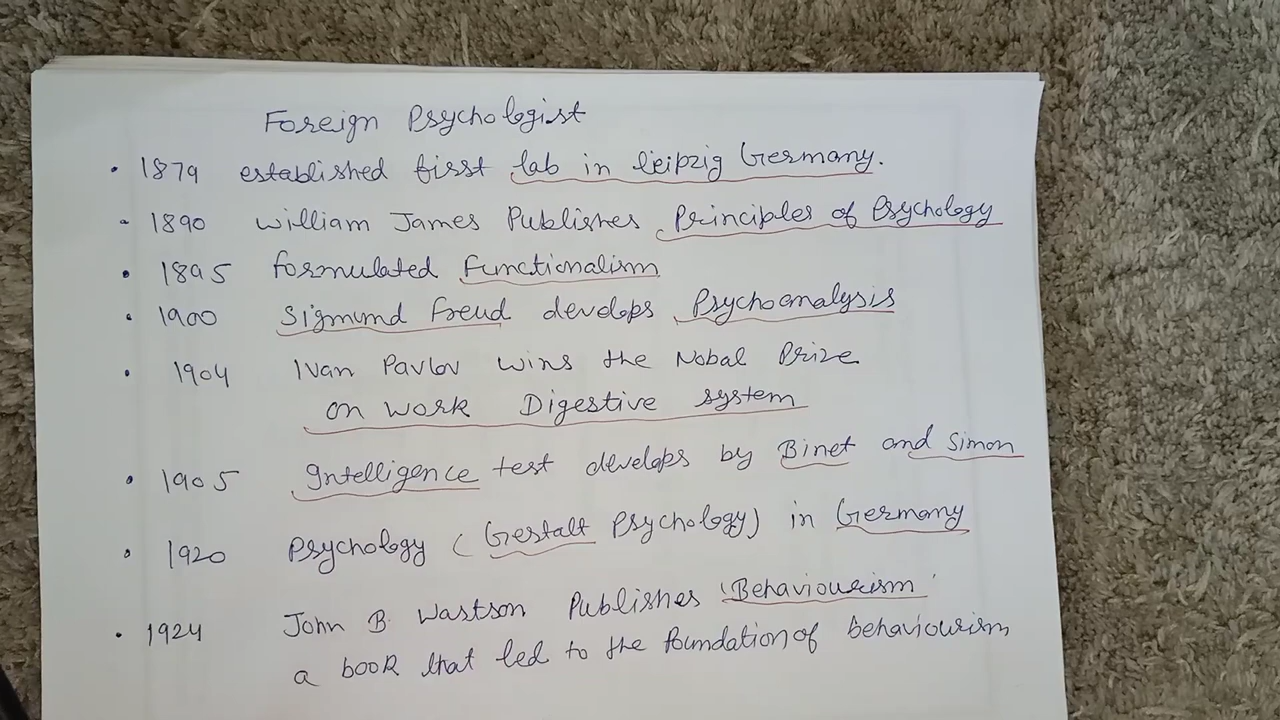 Foreign Psychologist
• 1879 established first lab in Leipzig Germany.
• 1890 William James Publishes Principles of Psychology
• 1895 formulated Functionalism
• 1900 Sigmund Freud develops Psychoanalysis
• 1904 Ivan Pavlov wins the Nobal Prize
on work Digestive system
• 1905 Intelligence test develops by Binet and Simon
• 1920 Psychology (Gestalt Psychology) in Germany
• 1924 John B. Wastson Publishes 'Behaviourism'
a book that led to the foundation of behaviourism